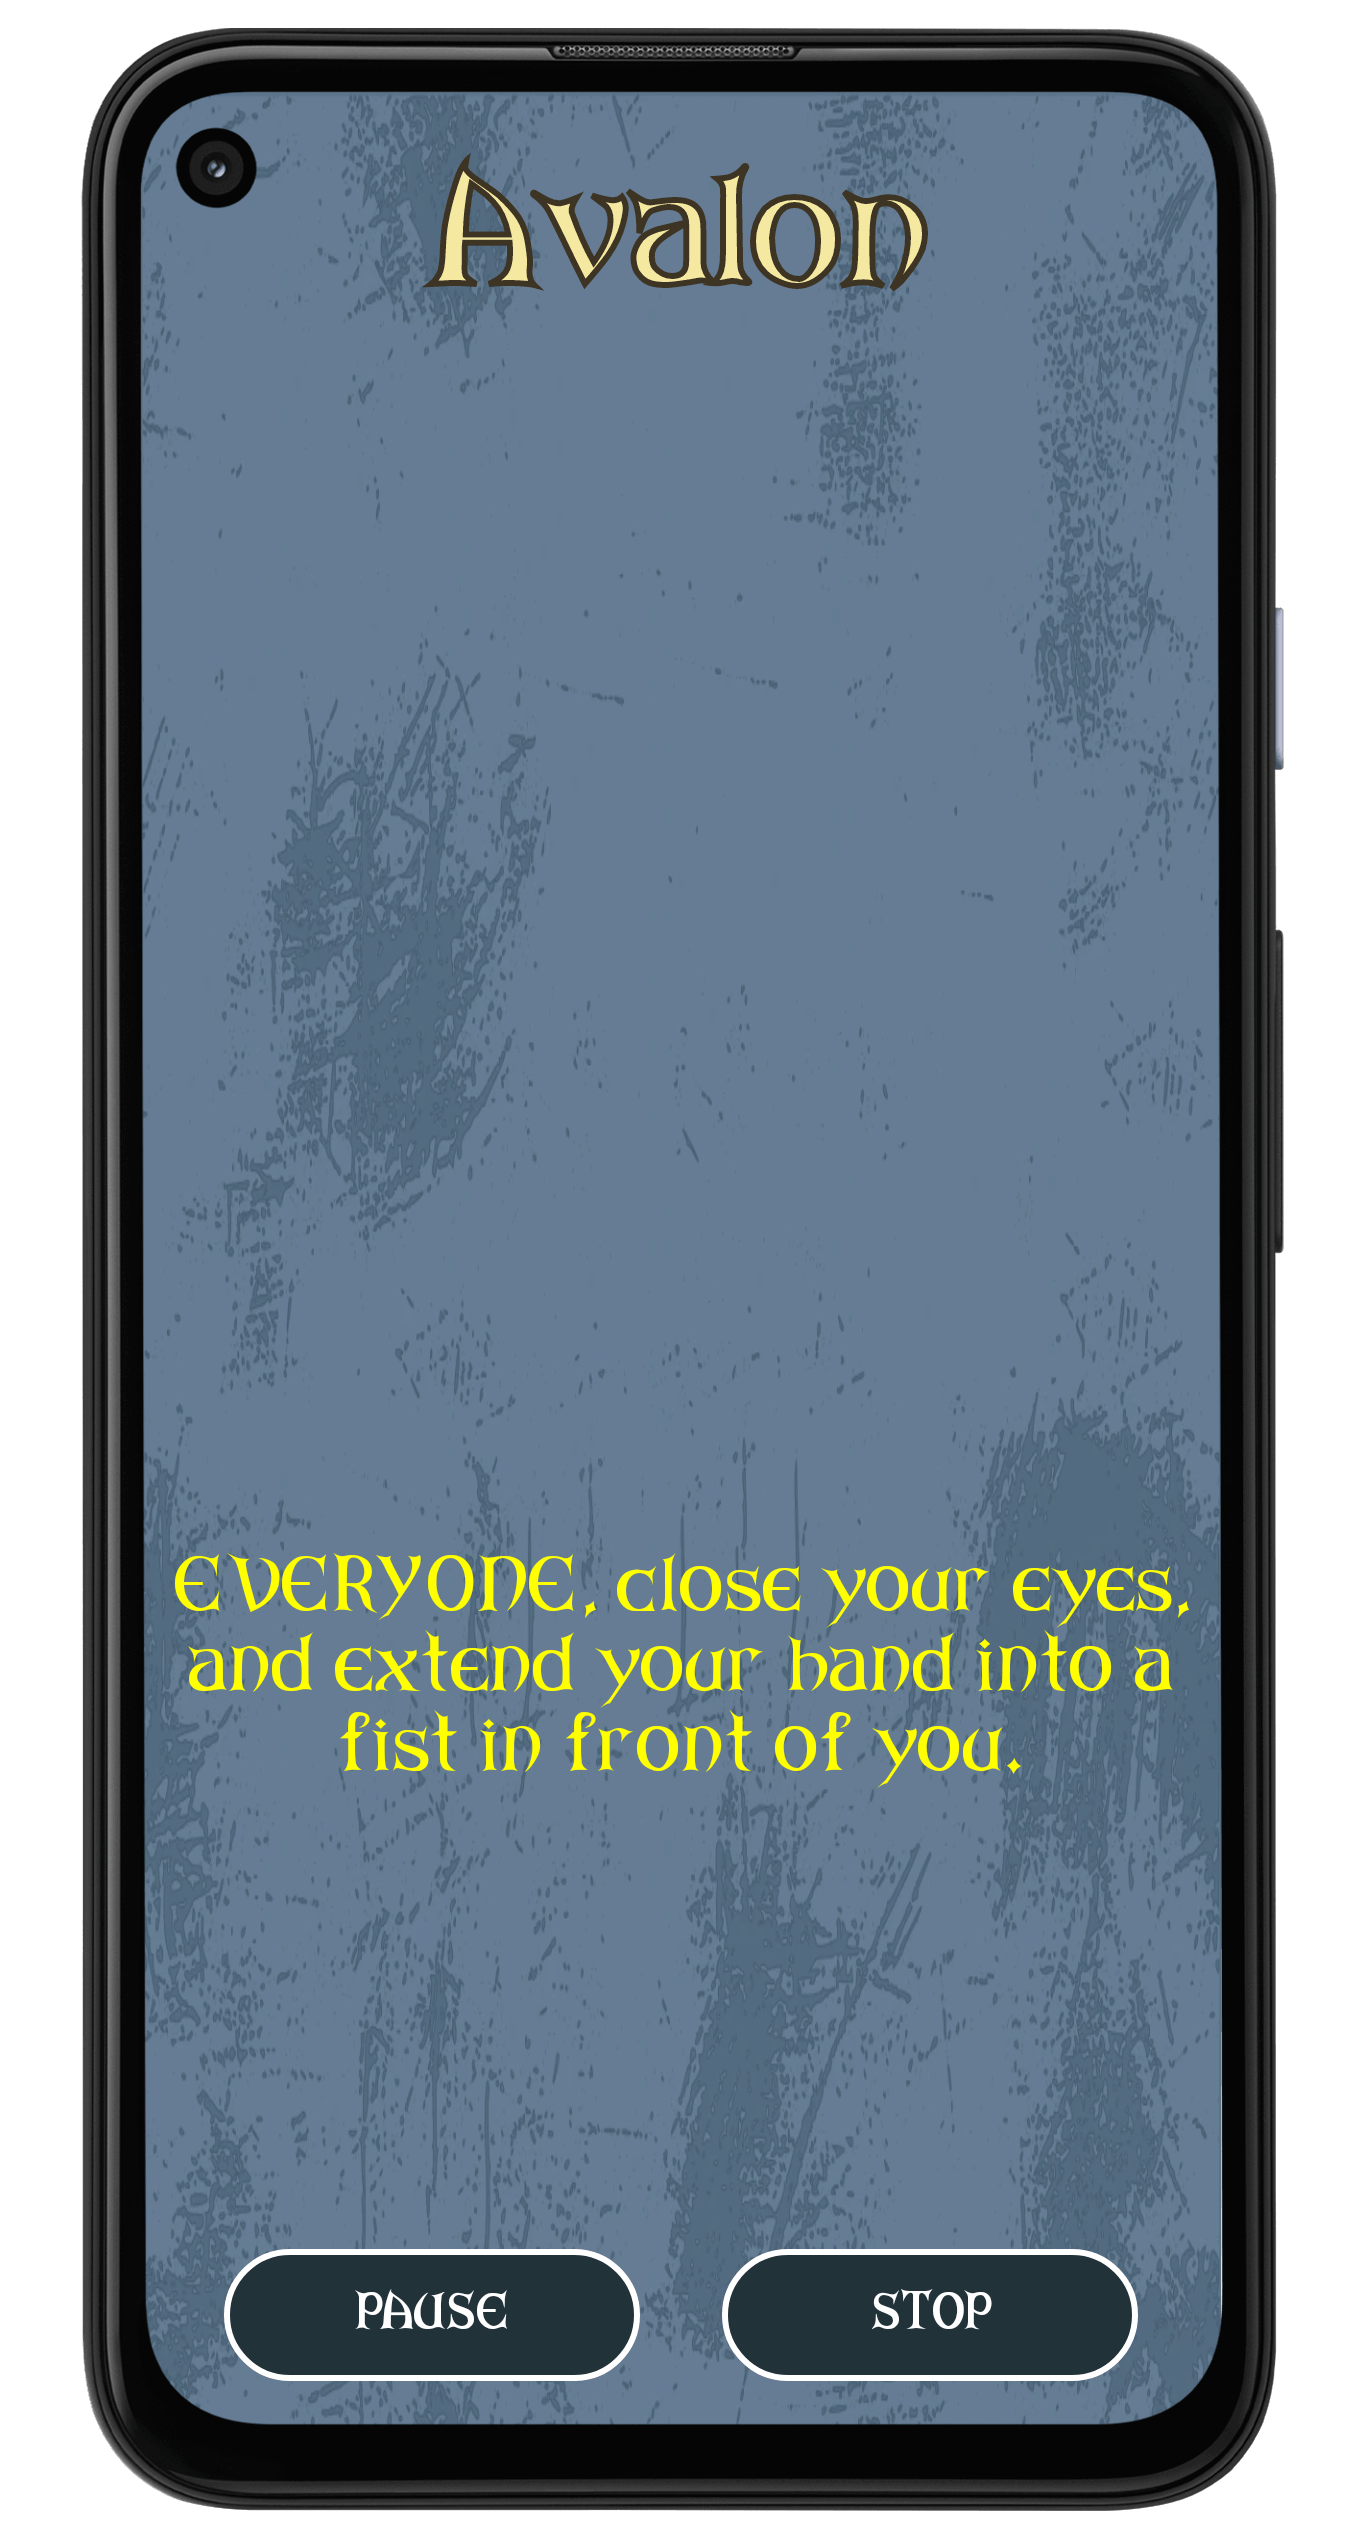 Avalon
EVERYONE, close your eyes,
and extend your hand into a
fist in front of you.
PAUSE
STOP